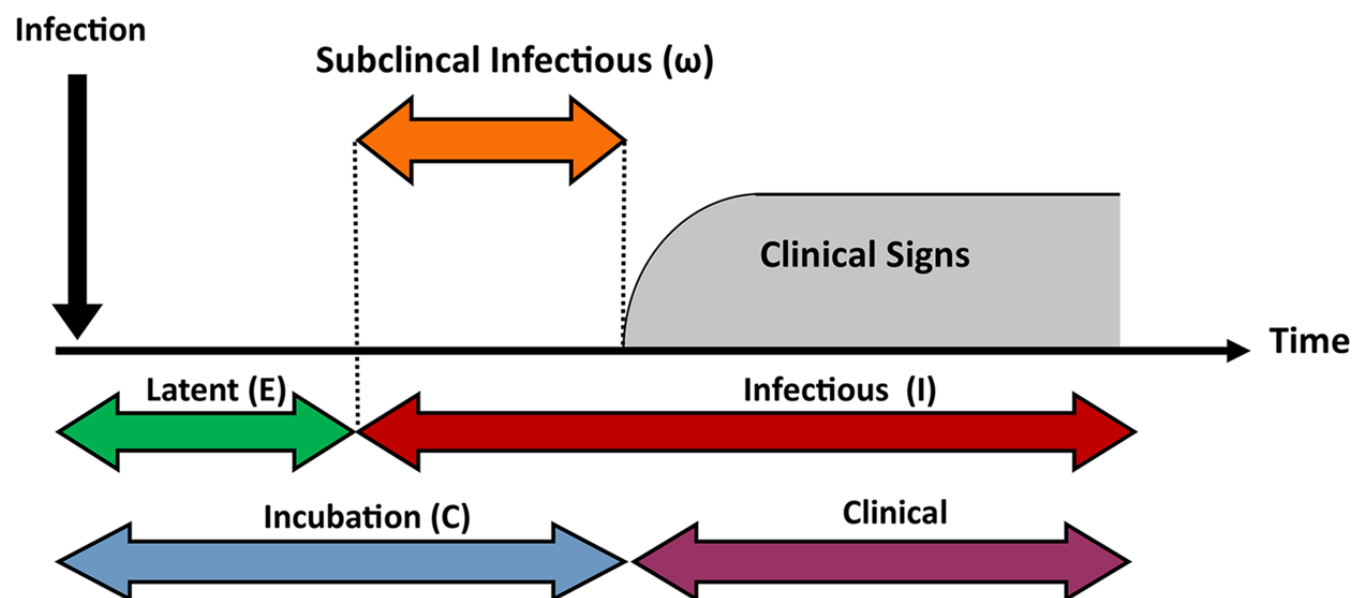 Infection
Subclincal Infectious (ω)
Clinical Signs
Time
Latent (E)
Infectious (I)
Incubation (C)
Clinical